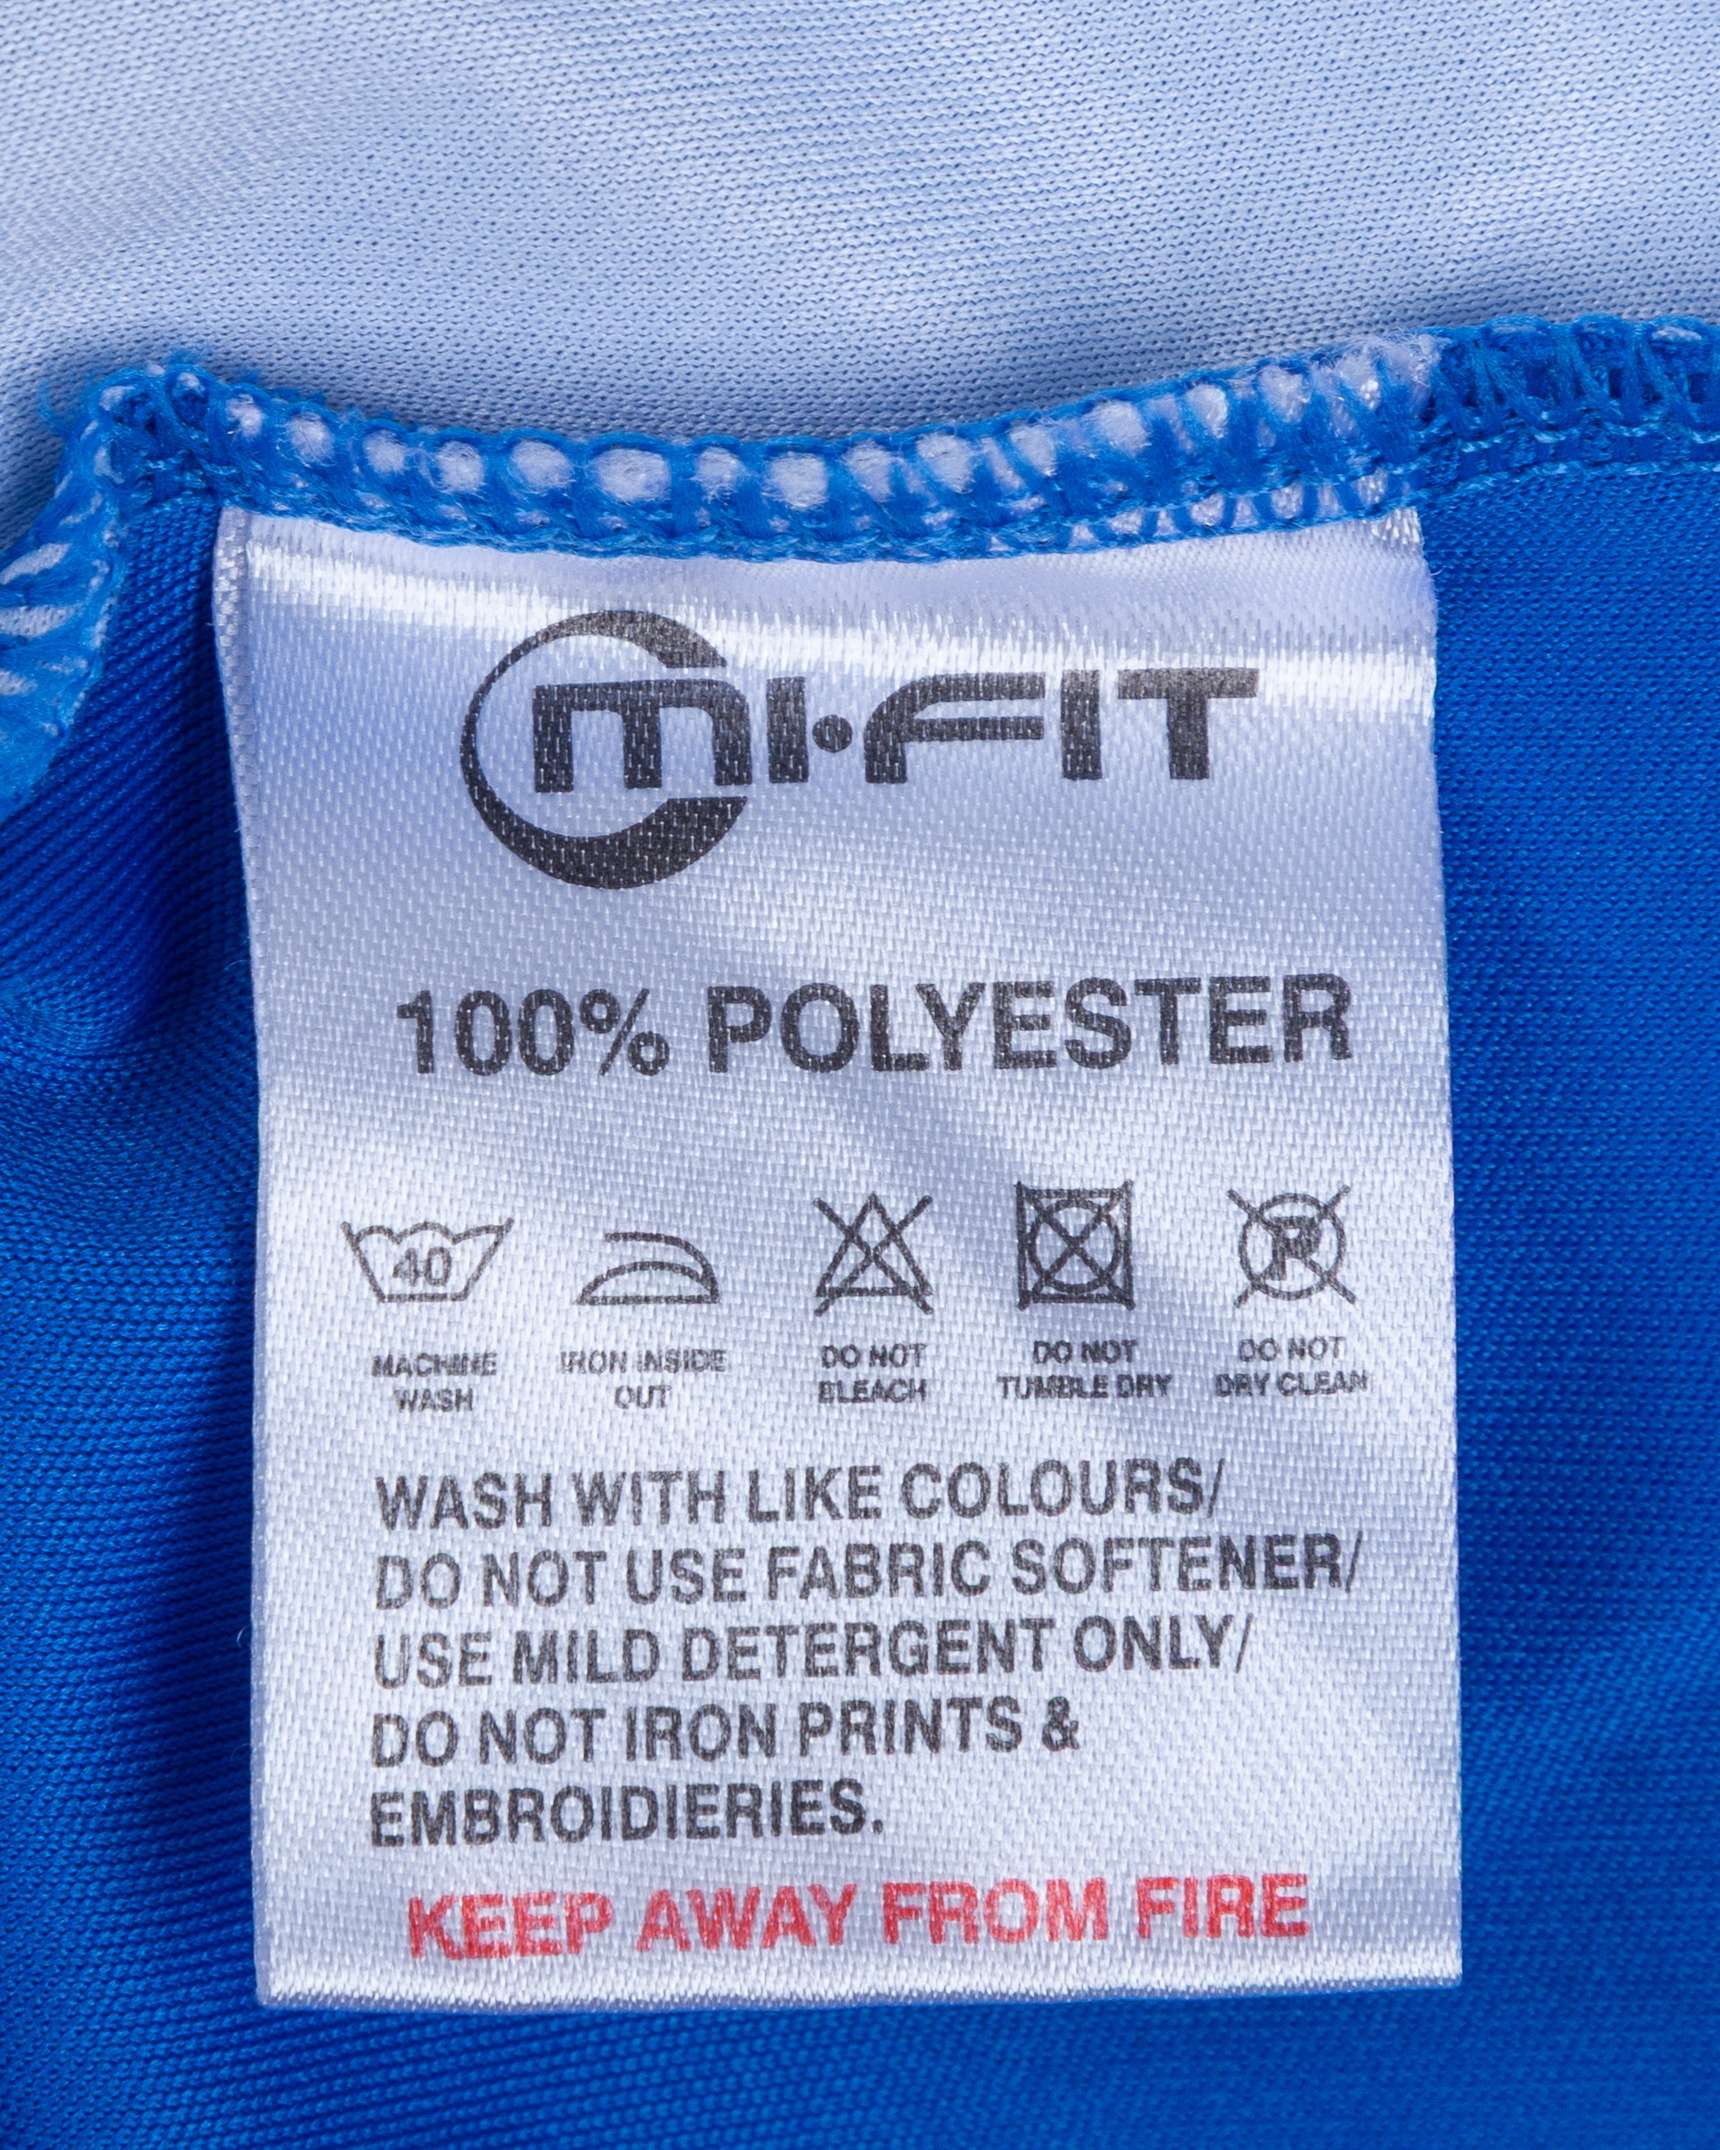 MI·FIT
100% POLYESTER
40
P
MACHINE
WASH
IRON INSIDE
OUT
DO NOT
BLEACH
DO NOT
TUMBLE DRY
DO NOT
DRY CLEAN
WASH WITH LIKE COLOURS/
DO NOT USE FABRIC SOFTENER/
USE MILD DETERGENT ONLY/
DO NOT IRON PRINTS &
EMBROIDIERIES.
KEEP AWAY FROM FIRE